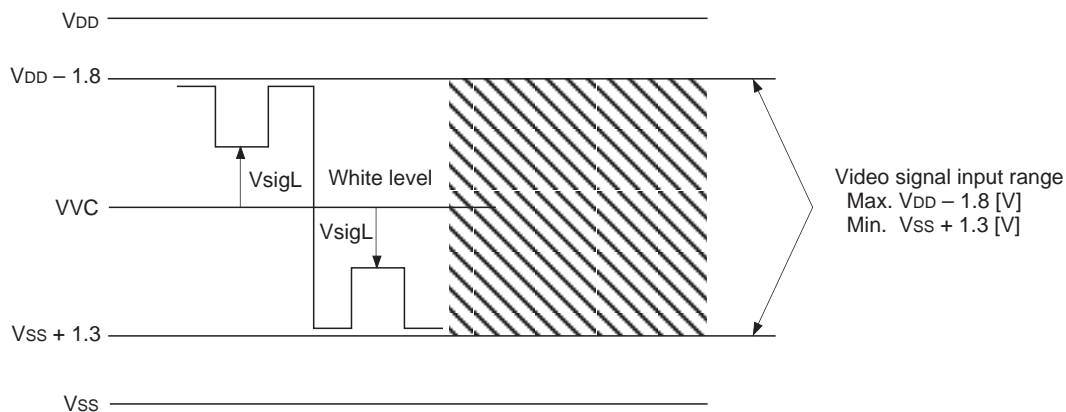 VDD
VDD – 1.8
VsigL
White level
VVC
VsigL
VSS + 1.3
VSS
Video signal input range
Max. VDD – 1.8 [V]
Min. VSS + 1.3 [V]